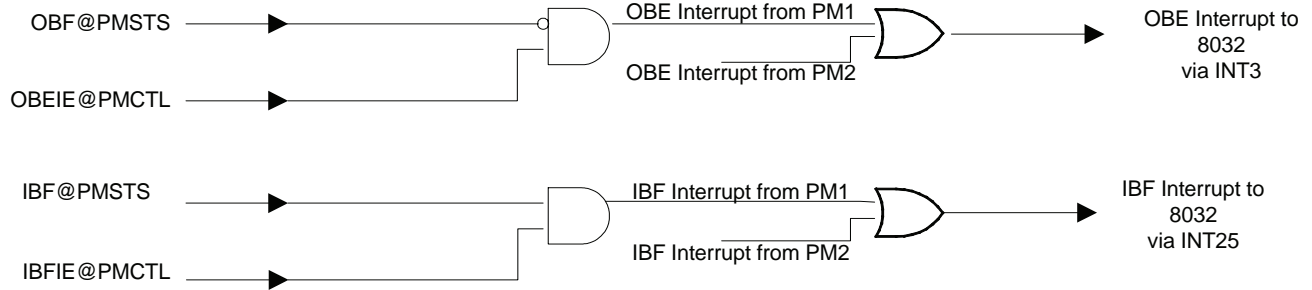 OBF@PMSTS
OBE Interrupt from PM1
OBE Interrupt to
8032
via INT3
OBE Interrupt from PM2
OBEIE@PMCTL
IBF@PMSTS
IBF Interrupt from PM1
IBF Interrupt to
8032
via INT25
IBF Interrupt from PM2
IBFIE@PMCTL